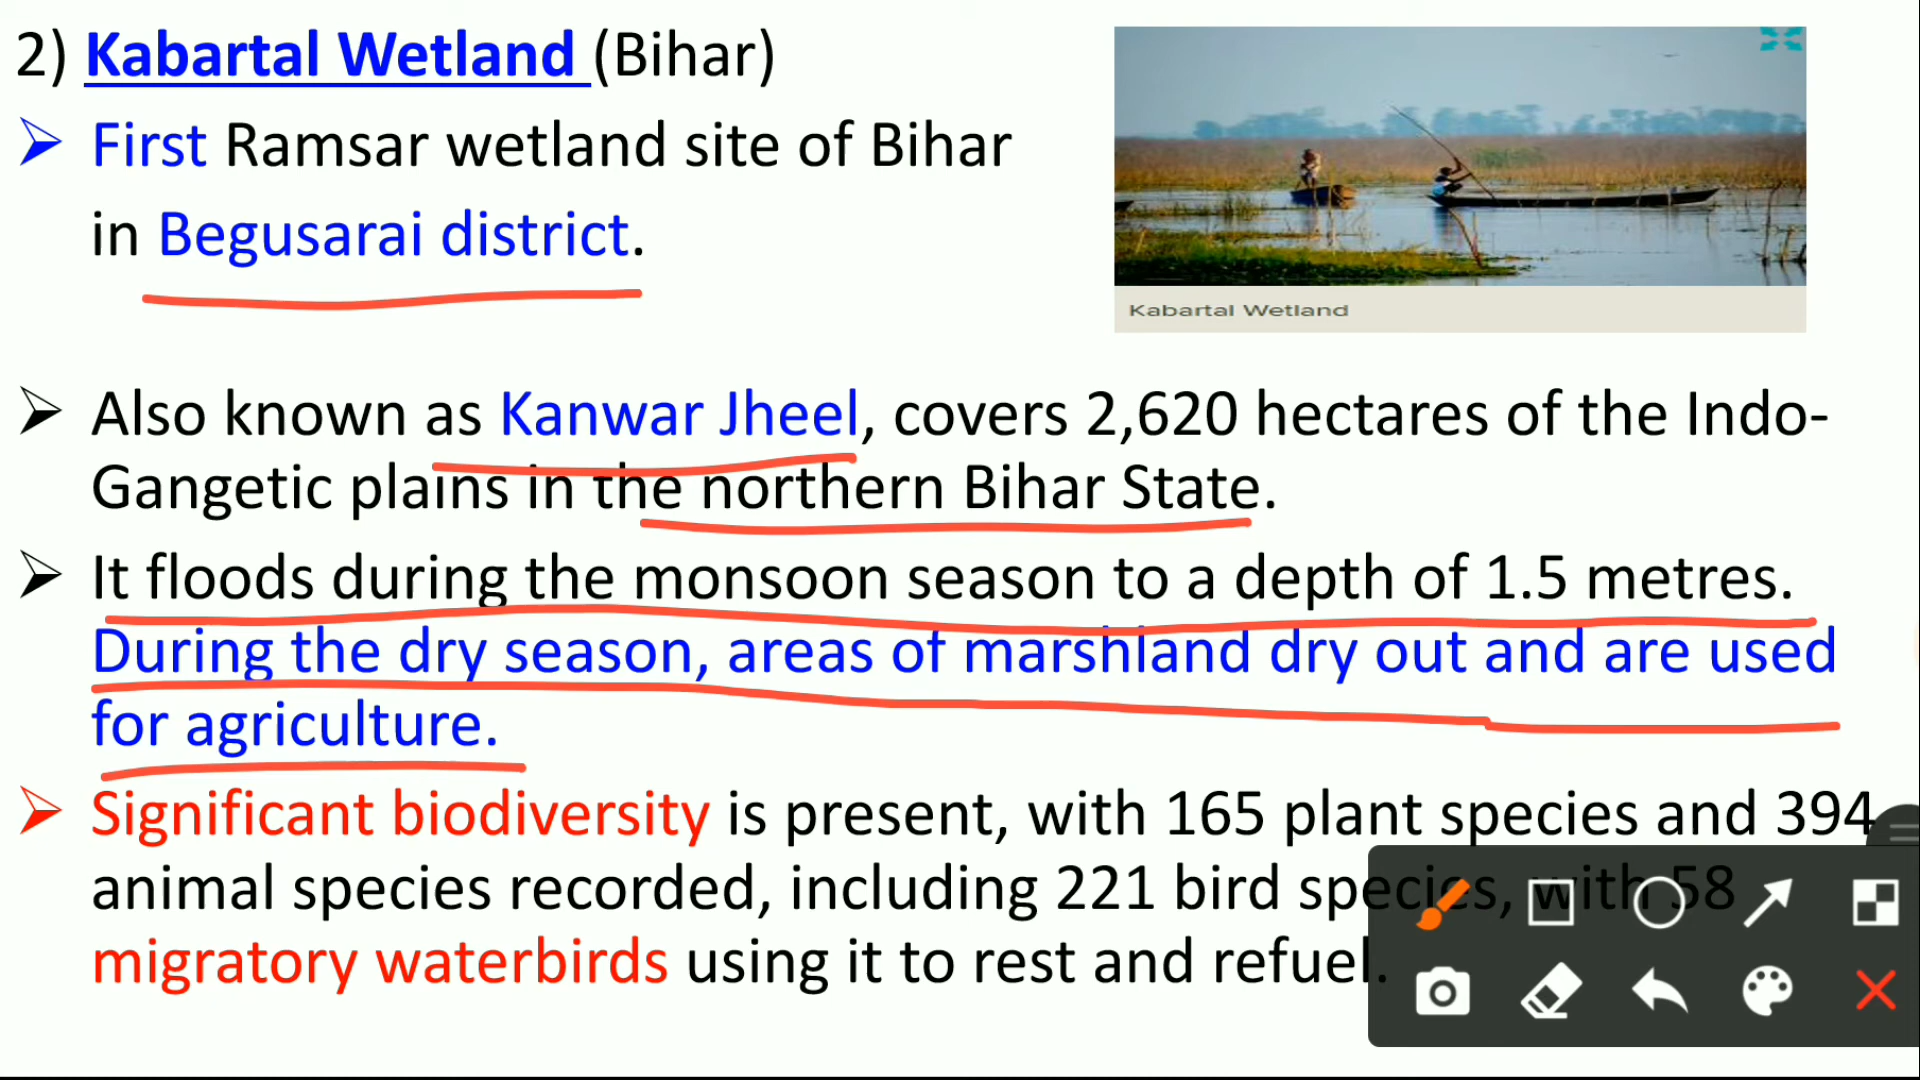 2) Kabartal Wetland (Bihar)
First Ramsar wetland site of Bihar
in Begusarai district.
Kabartal Wetland
Also known as Kanwar Jheel, covers 2,620 hectares of the Indo-
Gangetic plains in the northern Bihar State.
It floods during the monsoon season to a depth of 1.5 metres.
During the dry season, areas of marshland dry out and are used
for agriculture.
Significant biodiversity is present, with 165 plant species and 394
animal species recorded, including 221 bird species, with 58
migratory waterbirds using it to rest and refuel.